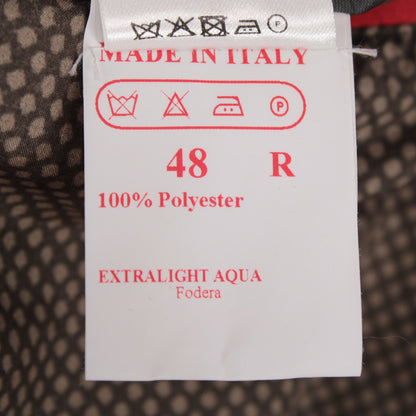 MADE IN ITALY
P
48 R
100% Polyester
EXTRALIGHT AQUA
Fodera